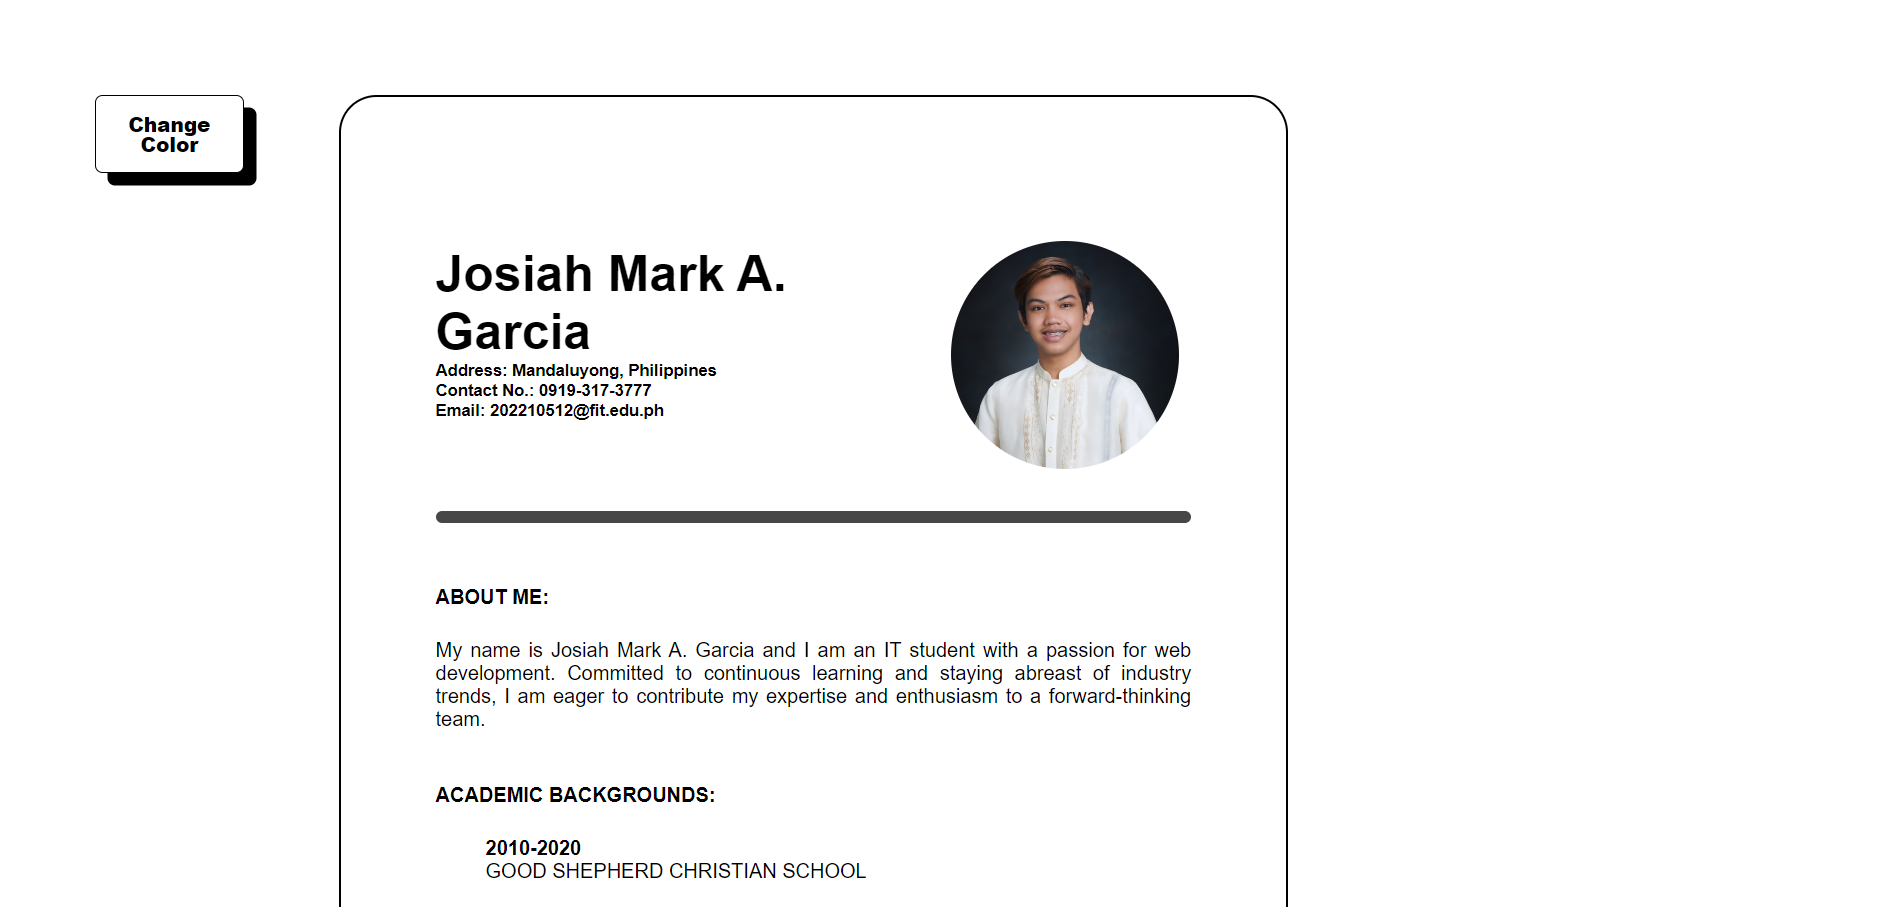 Change
Color
Josiah Mark A.
Garcia
Address: Mandaluyong, Philippines
Contact No.: 0919-317-3777
Email: 202210512@fit.edu.ph
ABOUT ME:
My name is Josiah Mark A. Garcia and I am an IT student with a passion for web
development. Committed to continuous learning and staying abreast of industry
trends, I am eager to contribute my expertise and enthusiasm to a forward-thinking
team.
ACADEMIC BACKGROUNDS:
2010-2020
GOOD SHEPHERD CHRISTIAN SCHOOL